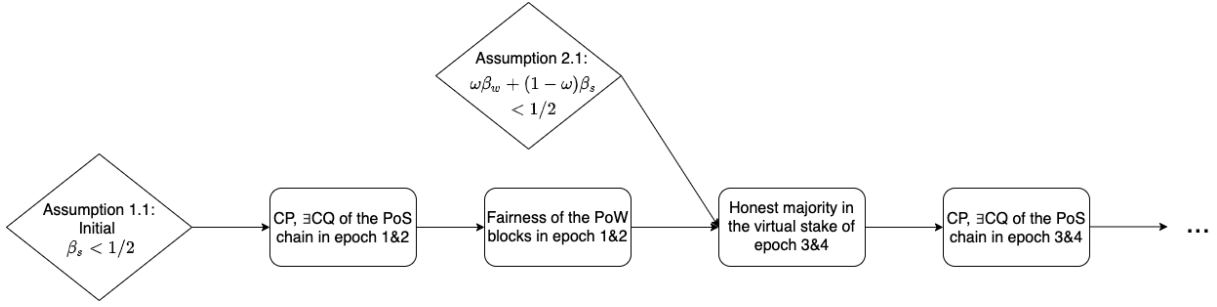 Assumption 2.1:
ωβ_w + (1 − ω)β_s
< 1/2
Assumption 1.1:
Initial
β_s < 1/2
CP, ∃CQ of the PoS
chain in epoch 1&2
Fairness of the PoW
blocks in epoch 1&2
Honest majority in
the virtual stake of
epoch 3&4
CP, ∃CQ of the PoS
chain in epoch 3&4
...